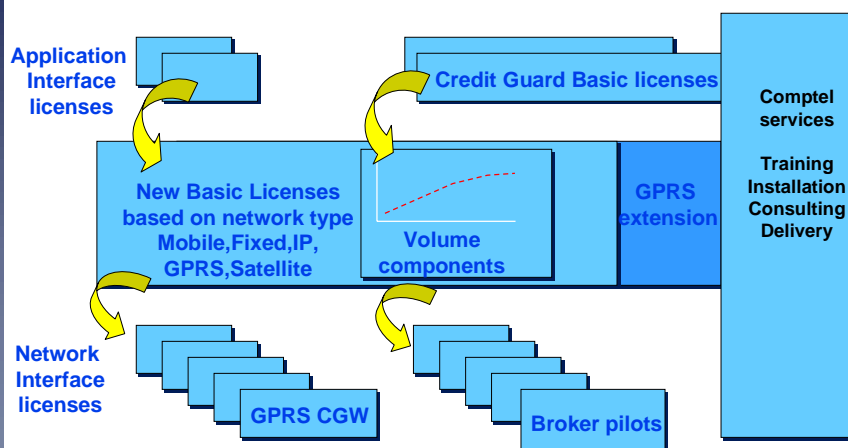 Application
Interface
licenses
Credit Guard Basic licenses
Comptel
services
Training
Installation
Consulting
Delivery
New Basic Licenses
based on network type
Mobile,Fixed,IP,
GPRS,Satellite
Volume
components
GPRS
extension
Network
Interface
licenses
GPRS CGW
Broker pilots